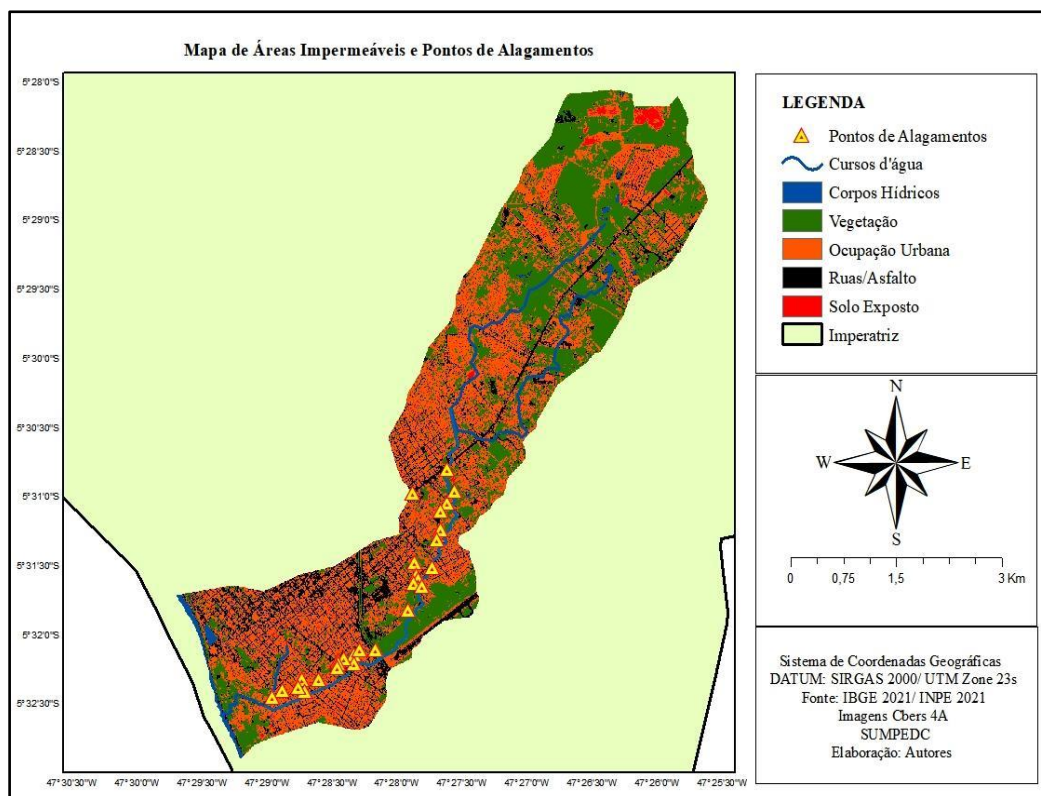 Mapa de Áreas Impermeáveis e Pontos de Alagamentos
5°28'0"S
5°28'30"S
5°29'0"S
5°29'30"S
5°30'0"S
5°30'30"S
5°31'0"S
5°31'30"S
5°32'0"S
5°32'30"S
47°30'30"W
47°30'0"W
47°29'30"W
47°29'0"W
47°28'30"W
47°28'0"W
47°27'30"W
47°27'0"W
47°26'30"W
47°26'0"W
47°25'30"W
LEGENDA
Pontos de Alagamentos
Cursos d'água
Corpos Hídricos
Vegetação
Ocupação Urbana
Ruas/Asfalto
Solo Exposto
Imperatriz
N
W E
S
0 0,75 1,5 3 Km
Sistema de Coordenadas Geográficas
DATUM: SIRGAS 2000/ UTM Zone 23s
Fonte: IBGE 2021/ INPE 2021
Imagens Cbers 4A
SUMPEDC
Elaboração: Autores